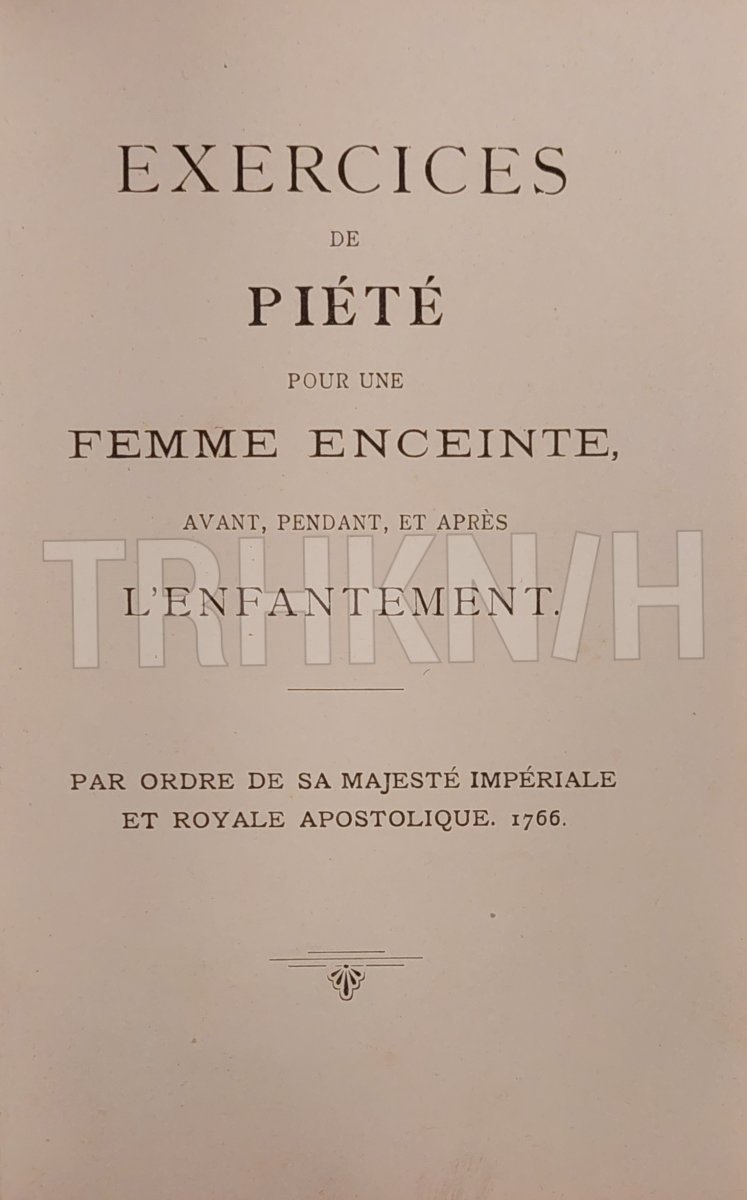 EXERCICES
DE
PIÉTÉ
POUR UNE
FEMME ENCEINTE,
AVANT, PENDANT, ET APRÈS
TRHKN/H
L'ENFANTEMENT.
PAR ORDRE DE SA MAJESTÉ IMPÉRIALE
ET ROYALE APOSTOLIQUE. 1766.